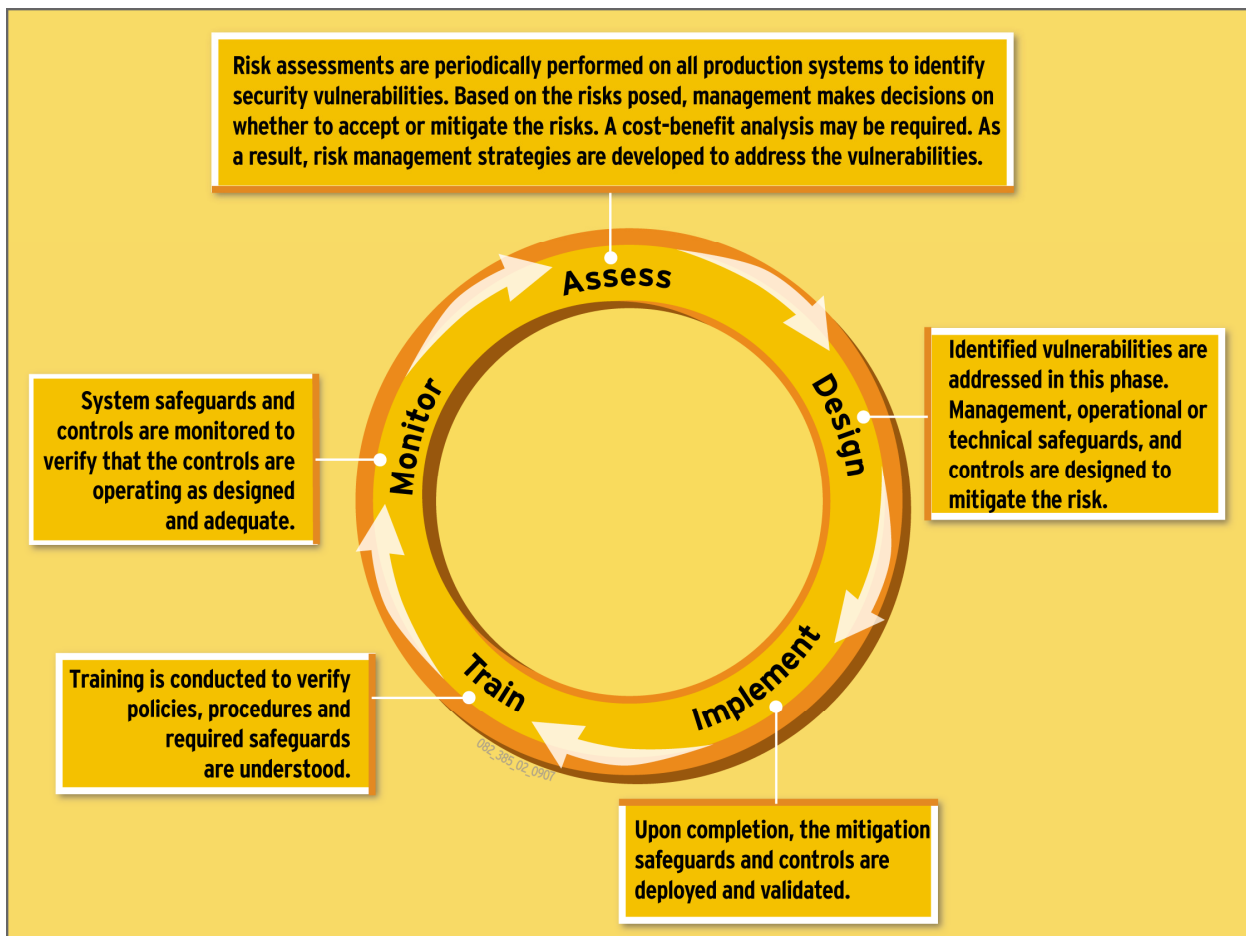 Risk assessments are periodically performed on all production systems to identify
security vulnerabilities. Based on the risks posed, management makes decisions on
whether to accept or mitigate the risks. A cost-benefit analysis may be required. As
a result, risk management strategies are developed to address the vulnerabilities.
Assess
Design
Identified vulnerabilities are
addressed in this phase.
Management, operational or
technical safeguards, and
controls are designed to
mitigate the risk.
Implement
Upon completion, the mitigation
safeguards and controls are
deployed and validated.
Train
Training is conducted to verify
policies, procedures and
required safeguards
are understood.
Monitor
System safeguards and
controls are monitored to
verify that the controls are
operating as designed
and adequate.
082_385_02_0901